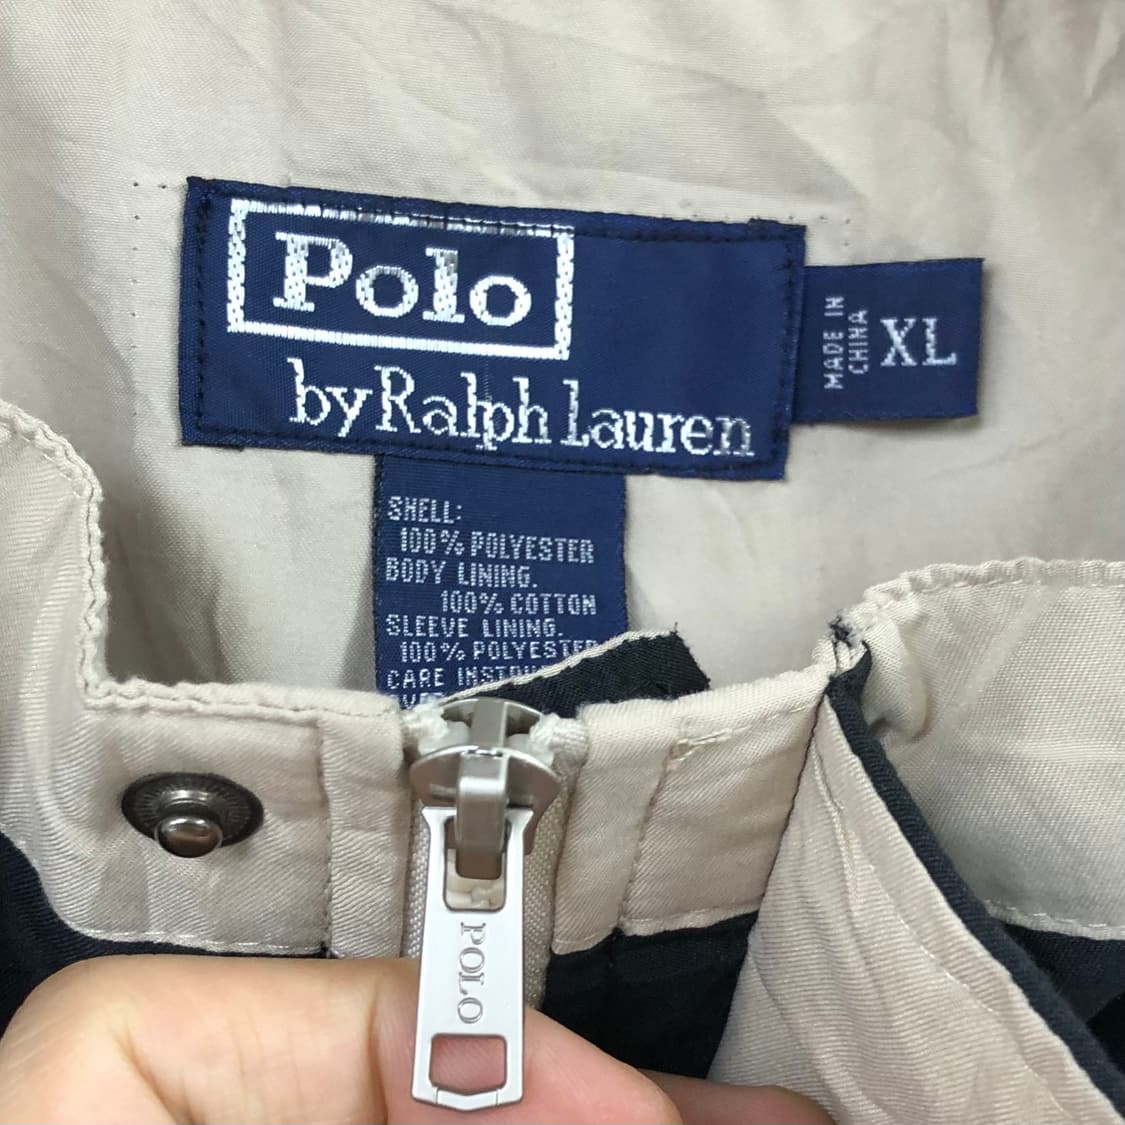 Polo
by Ralph Lauren
MADE IN
CHINA
XL
SHELL:
100% POLYESTER
BODY LINING.
100% COTTON
SLEEVE LINING.
100% POLYESTER
CARE
POLO